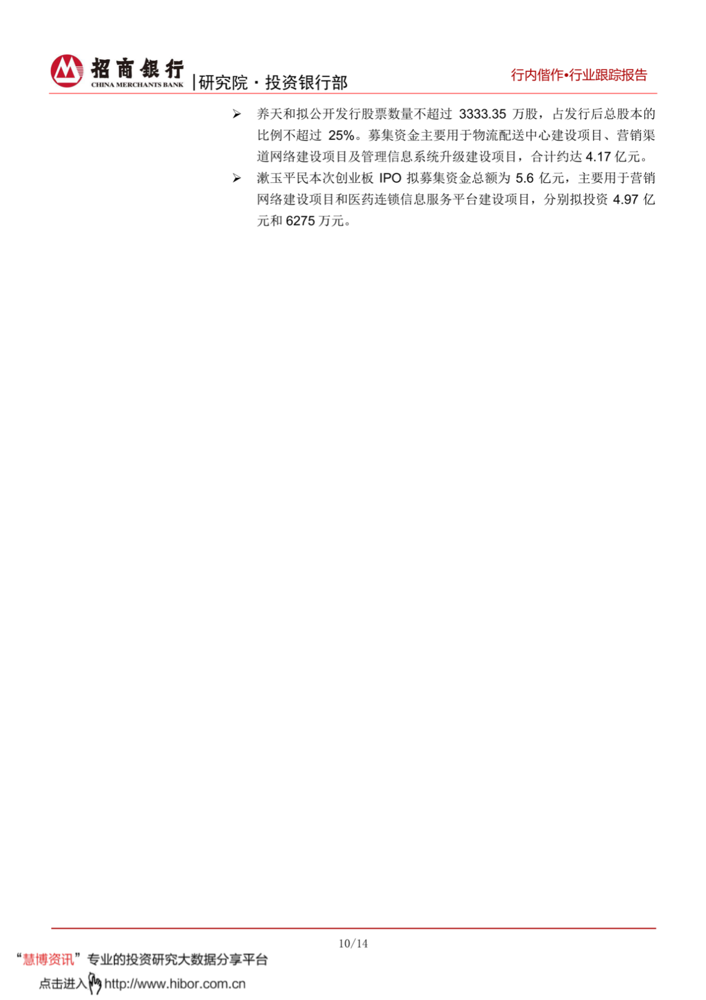 招商银行
CHINA MERCHANTS BANK
|研究院·投资银行部
行内偕作•行业跟踪报告
➢ 养天和拟公开发行股票数量不超过 3333.35 万股，占发行后总股本的
比例不超过 25%。募集资金主要用于物流配送中心建设项目、营销渠
道网络建设项目及管理信息系统升级建设项目，合计约达 4.17 亿元。
➢ 漱玉平民本次创业板 IPO 拟募集资金总额为 5.6 亿元，主要用于营销
网络建设项目和医药连锁信息服务平台建设项目，分别拟投资 4.97 亿
元和 6275 万元。
10/14
“慧博资讯”专业的投资研究大数据分享平台
点击进入 http://www.hibor.com.cn